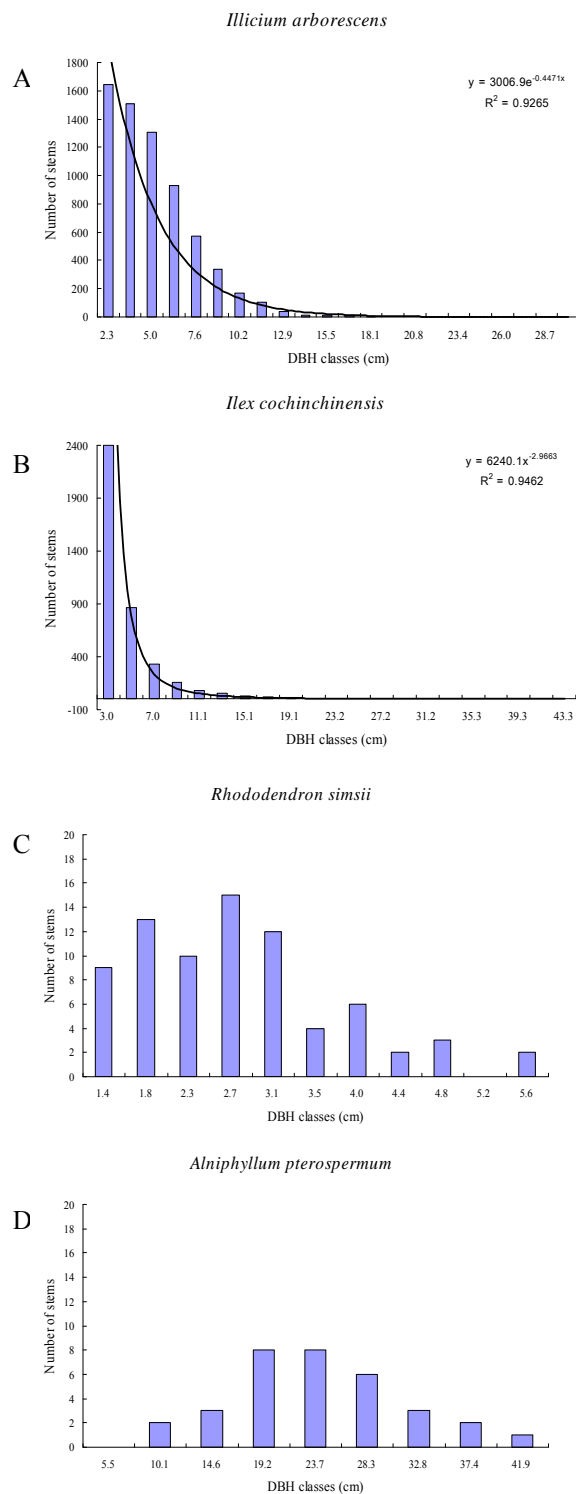 Illicium arborescens
A
y = 3006.9e^-0.4471x
R² = 0.9265
1800
1600
1400
1200
1000
800
600
400
200
0
Number of stems
2.3 5.0 7.6 10.2 12.9 15.5 18.1 20.8 23.4 26.0 28.7
DBH classes (cm)
Ilex cochinchinensis
B
y = 6240.1x^-2.9663
R² = 0.9462
2400
1900
1400
900
400
-100
Number of stems
3.0 7.0 11.1 15.1 19.1 23.2 27.2 31.2 35.3 39.3 43.3
DBH classes (cm)
Rhododendron simsii
C
20
18
16
14
12
10
8
6
4
2
0
Number of stems
1.4 1.8 2.3 2.7 3.1 3.5 4.0 4.4 4.8 5.2 5.6
DBH classes (cm)
Alniphyllum pterospermum
D
20
18
16
14
12
10
8
6
4
2
0
Number of stems
5.5 10.1 14.6 19.2 23.7 28.3 32.8 37.4 41.9
DBH classes (cm)